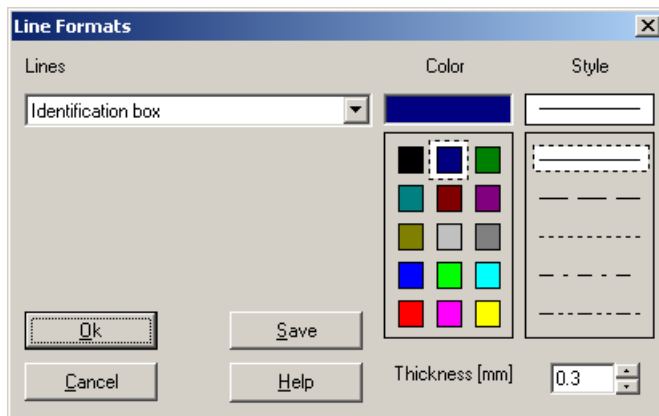 Line Formats
Lines
Color
Style
Identification box
Ok
Save
Cancel
Help
Thickness [mm]
0.3